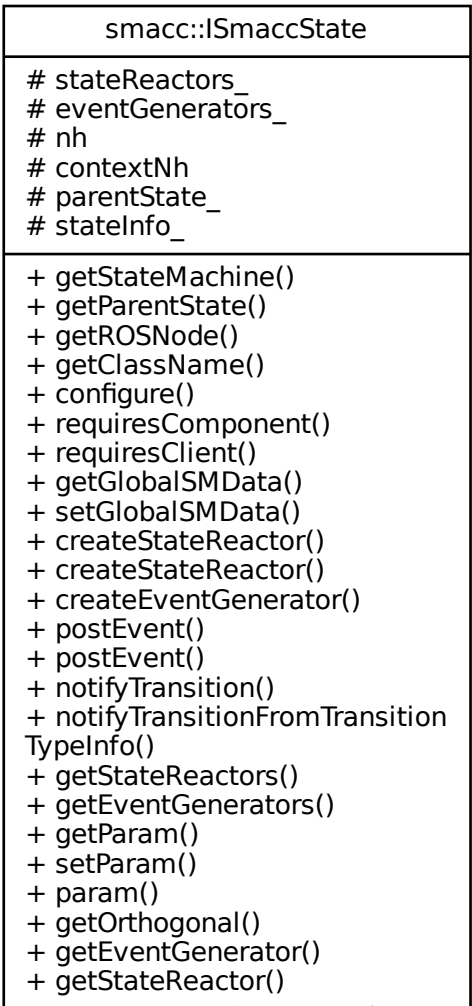 smacc::ISmaccState
# stateReactors_
# eventGenerators_
# nh
# contextNh
# parentState_
# stateInfo_
+ getStateMachine()
+ getParentState()
+ getROSNode()
+ getClassName()
+ configure()
+ requiresComponent()
+ requiresClient()
+ getGlobalSMData()
+ setGlobalSMData()
+ createStateReactor()
+ createStateReactor()
+ createEventGenerator()
+ postEvent()
+ postEvent()
+ notifyTransition()
+ notifyTransitionFromTransition
TypeInfo()
+ getStateReactors()
+ getEventGenerators()
+ getParam()
+ setParam()
+ param()
+ getOrthogonal()
+ getEventGenerator()
+ getStateReactor()